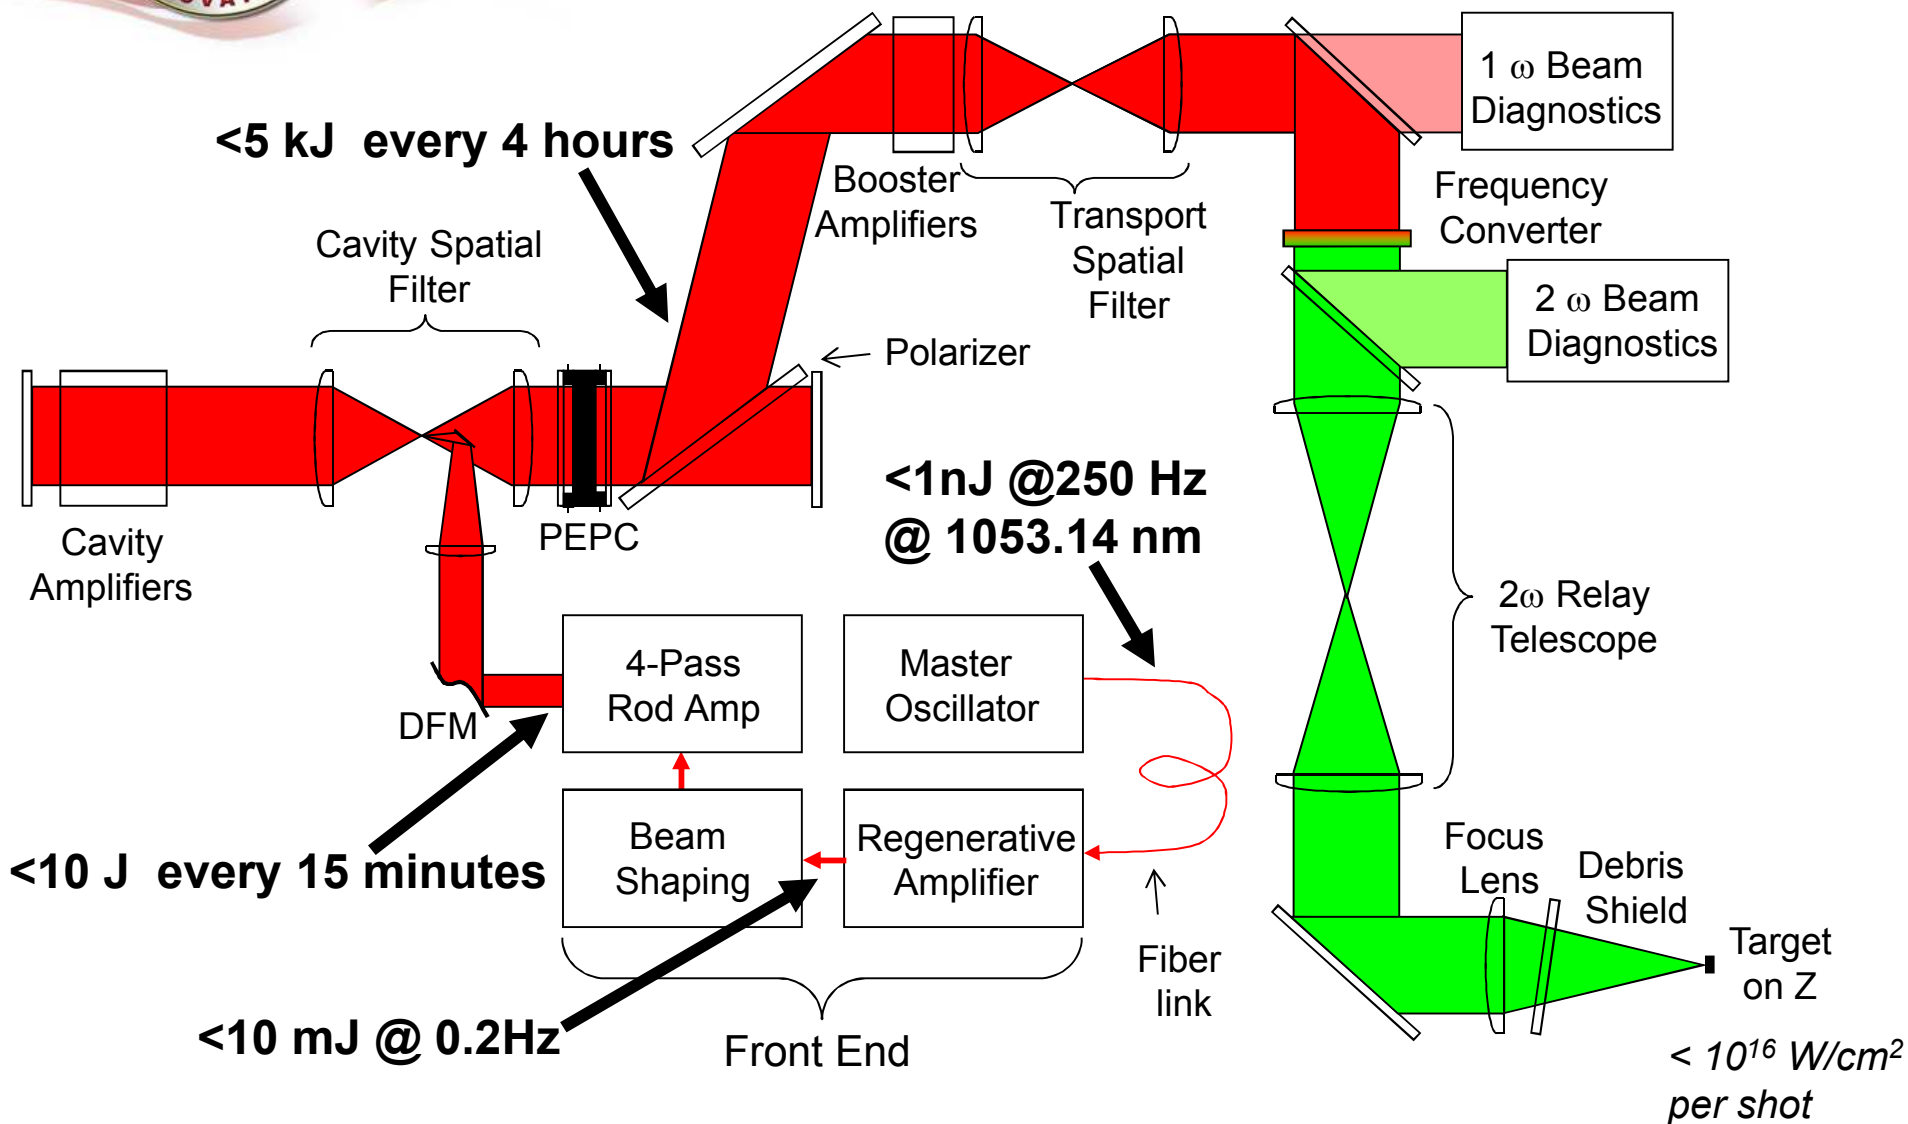 OVAT
1 ω Beam
Diagnostics
<5 kJ  every 4 hours
Booster
Amplifiers
Transport
Spatial
Filter
Frequency
Converter
Cavity Spatial
Filter
2 ω Beam
Diagnostics
Polarizer
<1nJ @250 Hz
@ 1053.14 nm
Cavity
Amplifiers
PEPC
2ω Relay
Telescope
4-Pass
Rod Amp
Master
Oscillator
DFM
<10 J  every 15 minutes
Beam
Shaping
Regenerative
Amplifier
Focus
Lens
Debris
Shield
Target
on Z
Fiber
link
<10 mJ @ 0.2Hz
Front End
< 10¹⁶ W/cm²
per shot